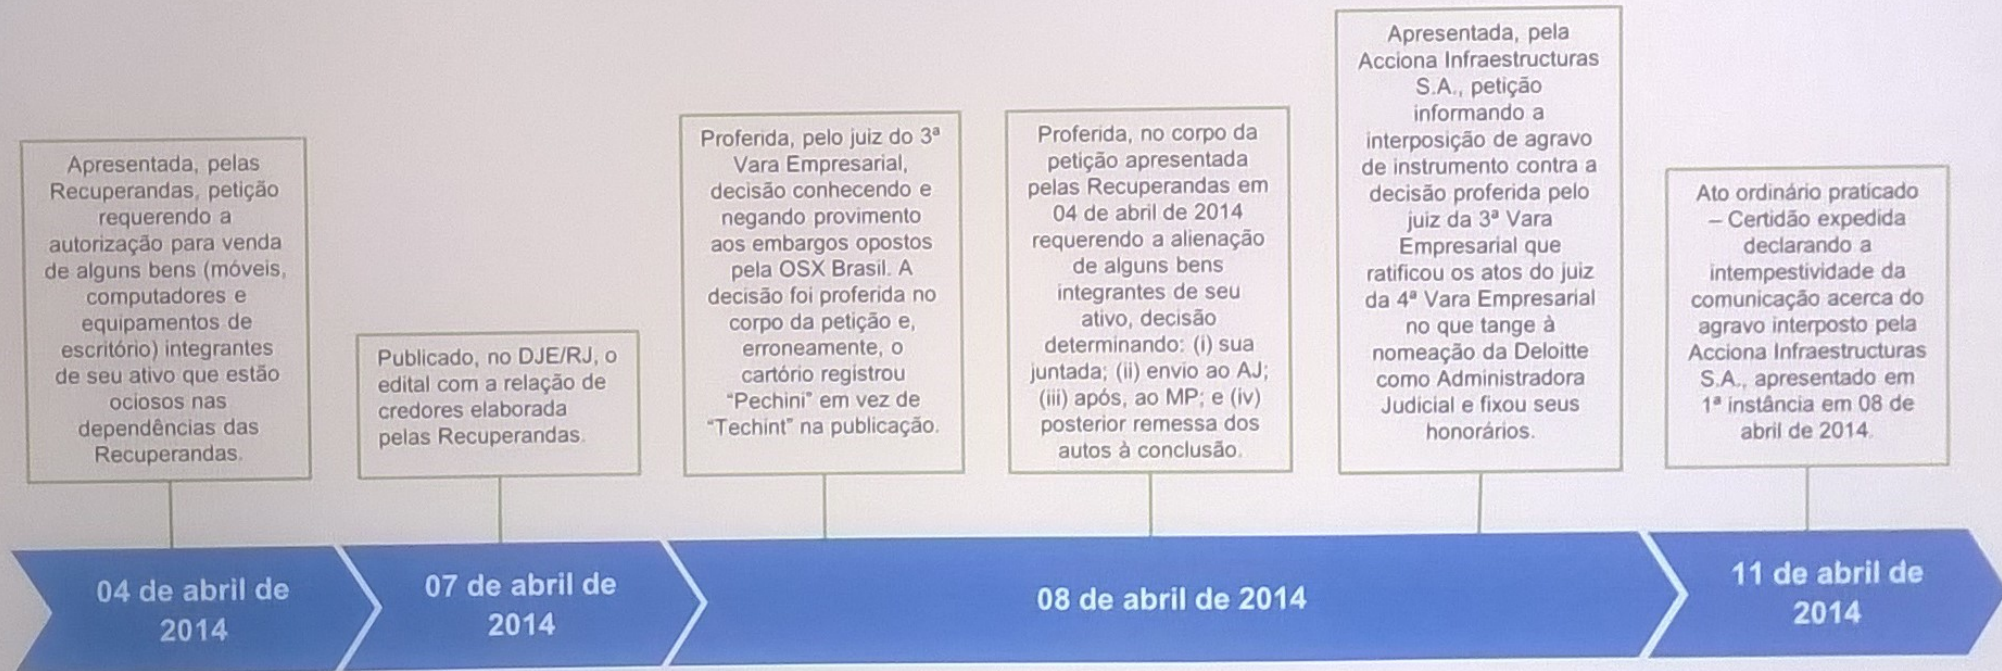 Apresentada, pelas
Recuperandas, petição
requerendo a
autorização para venda
de alguns bens (móveis,
computadores e
equipamentos de
escritório) integrantes
de seu ativo que estão
ociosos nas
dependências das
Recuperandas.
Publicado, no DJE/RJ, o
edital com a relação de
credores elaborada
pelas Recuperandas.
Proferida, pelo juiz do 3ª
Vara Empresarial,
decisão conhecendo e
negando provimento
aos embargos opostos
pela OSX Brasil. A
decisão foi proferida no
corpo da petição e,
erroneamente, o
cartório registrou
“Pechini” em vez de
“Techint” na publicação.
Proferida, no corpo da
petição apresentada
pelas Recuperandas em
04 de abril de 2014
requerendo a alienação
de alguns bens
integrantes de seu
ativo, decisão
determinando: (i) sua
juntada; (ii) envio ao AJ;
(iii) após, ao MP; e (iv)
posterior remessa dos
autos à conclusão.
Apresentada, pela
Acciona Infraestructuras
S.A., petição
informando a
interposição de agravo
de instrumento contra a
decisão proferida pelo
juiz da 3ª Vara
Empresarial que
ratificou os atos do juiz
da 4ª Vara Empresarial
no que tange à
nomeação da Deloitte
como Administradora
Judicial e fixou seus
honorários.
Ato ordinário praticado
– Certidão expedida
declarando a
intempestividade da
comunicação acerca do
agravo interposto pela
Acciona Infraestructuras
S.A., apresentado em
1ª instância em 08 de
abril de 2014.
04 de abril de
2014
07 de abril de
2014
08 de abril de 2014
11 de abril de
2014